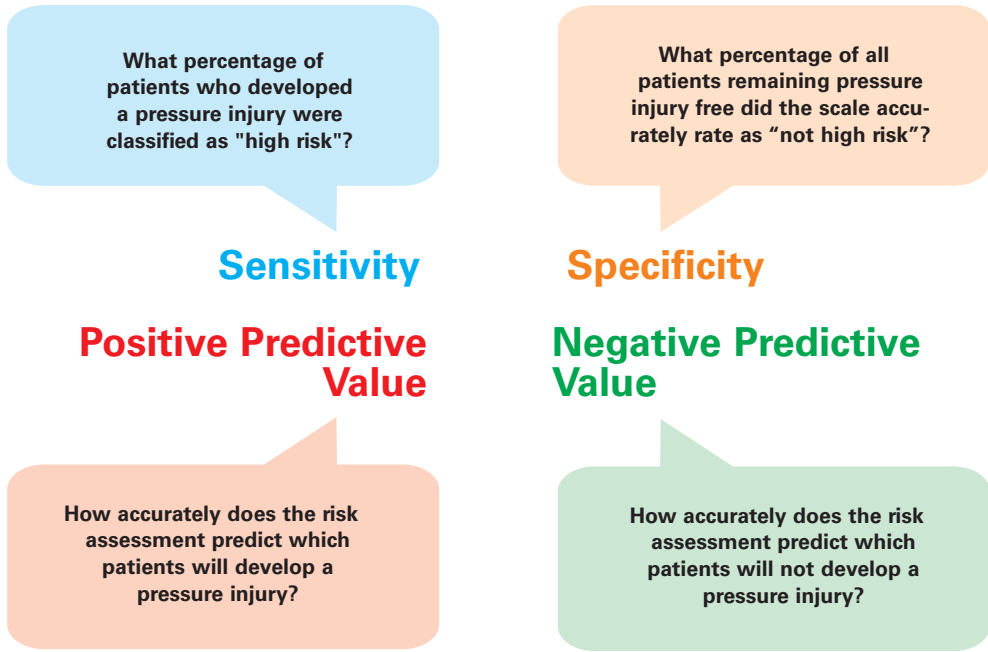 What percentage of
patients who developed
a pressure injury were
classified as "high risk"?
What percentage of all
patients remaining pressure
injury free did the scale accu-
rately rate as “not high risk”?
Sensitivity
Specificity
Positive Predictive
Value
Negative Predictive
Value
How accurately does the risk
assessment predict which
patients will develop a
pressure injury?
How accurately does the risk
assessment predict which
patients will not develop a
pressure injury?